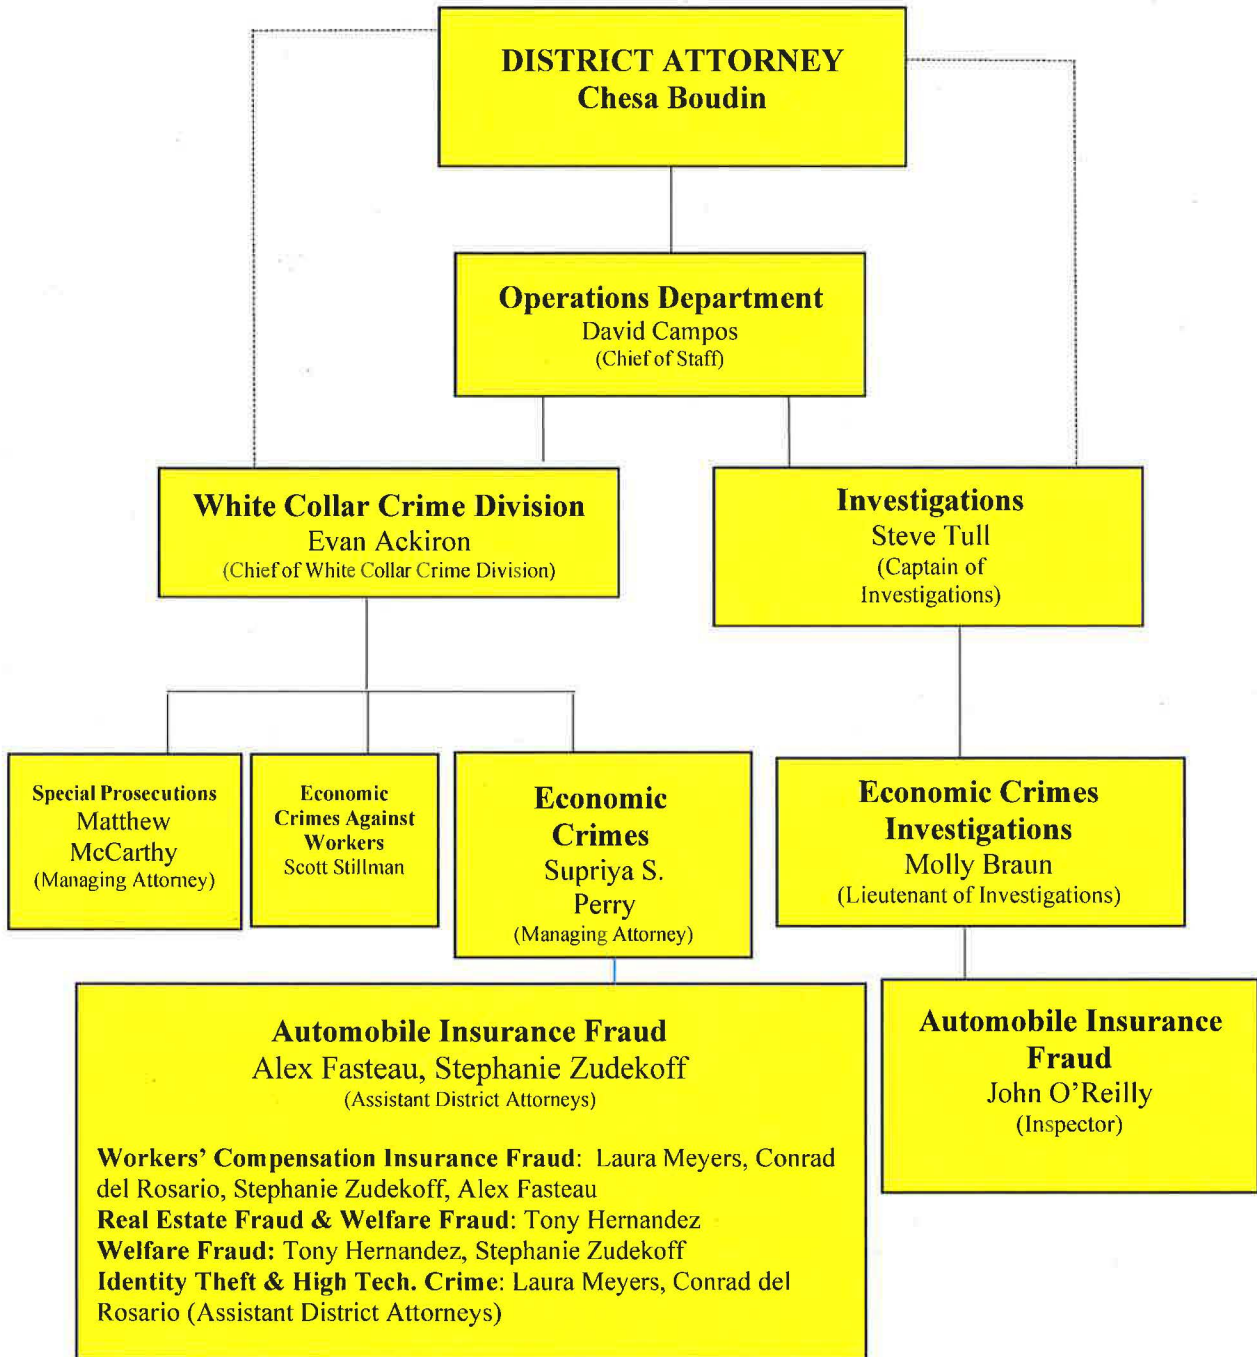 DISTRICT ATTORNEY
Chesa Boudin
Operations Department
David Campos
(Chief of Staff)
White Collar Crime Division
Evan Ackiron
(Chief of White Collar Crime Division)
Investigations
Steve Tull
(Captain of
Investigations)
Special Prosecutions
Matthew
McCarthy
(Managing Attorney)
Economic
Crimes Against
Workers
Scott Stillman
Economic
Crimes
Supriya S.
Perry
(Managing Attorney)
Economic Crimes
Investigations
Molly Braun
(Lieutenant of Investigations)
Automobile Insurance Fraud
Alex Fasteau, Stephanie Zudekoff
(Assistant District Attorneys)
Workers' Compensation Insurance Fraud: Laura Meyers, Conrad
del Rosario, Stephanie Zudekoff, Alex Fasteau
Real Estate Fraud & Welfare Fraud: Tony Hernandez
Welfare Fraud: Tony Hernandez, Stephanie Zudekoff
Identity Theft & High Tech. Crime: Laura Meyers, Conrad del
Rosario (Assistant District Attorneys)
Automobile Insurance
Fraud
John O'Reilly
(Inspector)